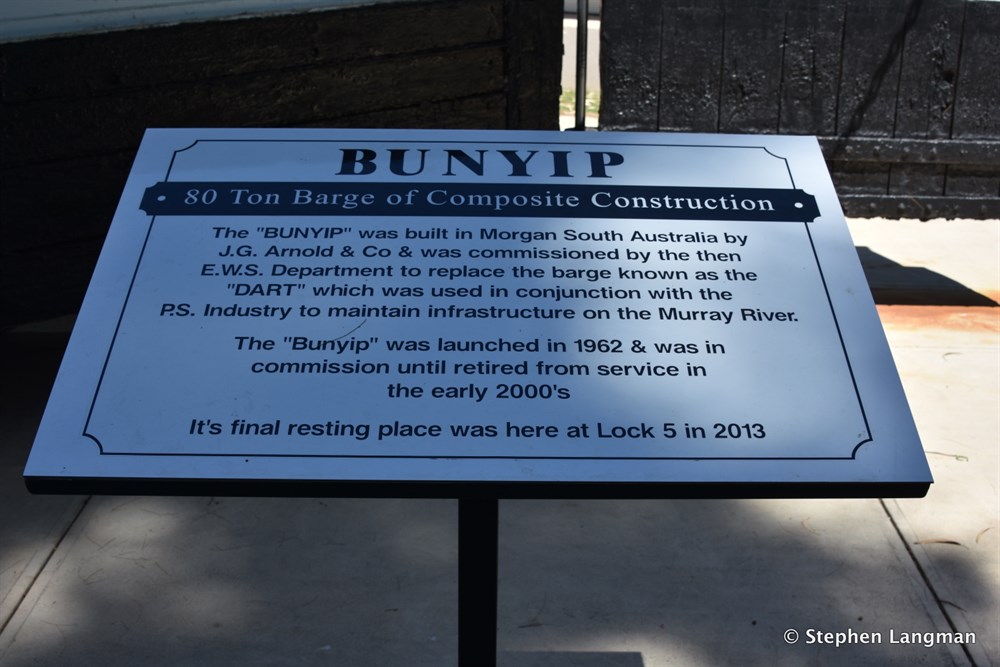 BUNYIP
80 Ton Barge of Composite Construction
The "BUNYIP" was built in Morgan South Australia by
J.G. Arnold & Co & was commissioned by the then
E.W.S. Department to replace the barge known as the
"DART" which was used in conjunction with the
P.S. Industry to maintain infrastructure on the Murray River.
The "Bunyip" was launched in 1962 & was in
commission until retired from service in
the early 2000's
It's final resting place was here at Lock 5 in 2013
© Stephen Langman